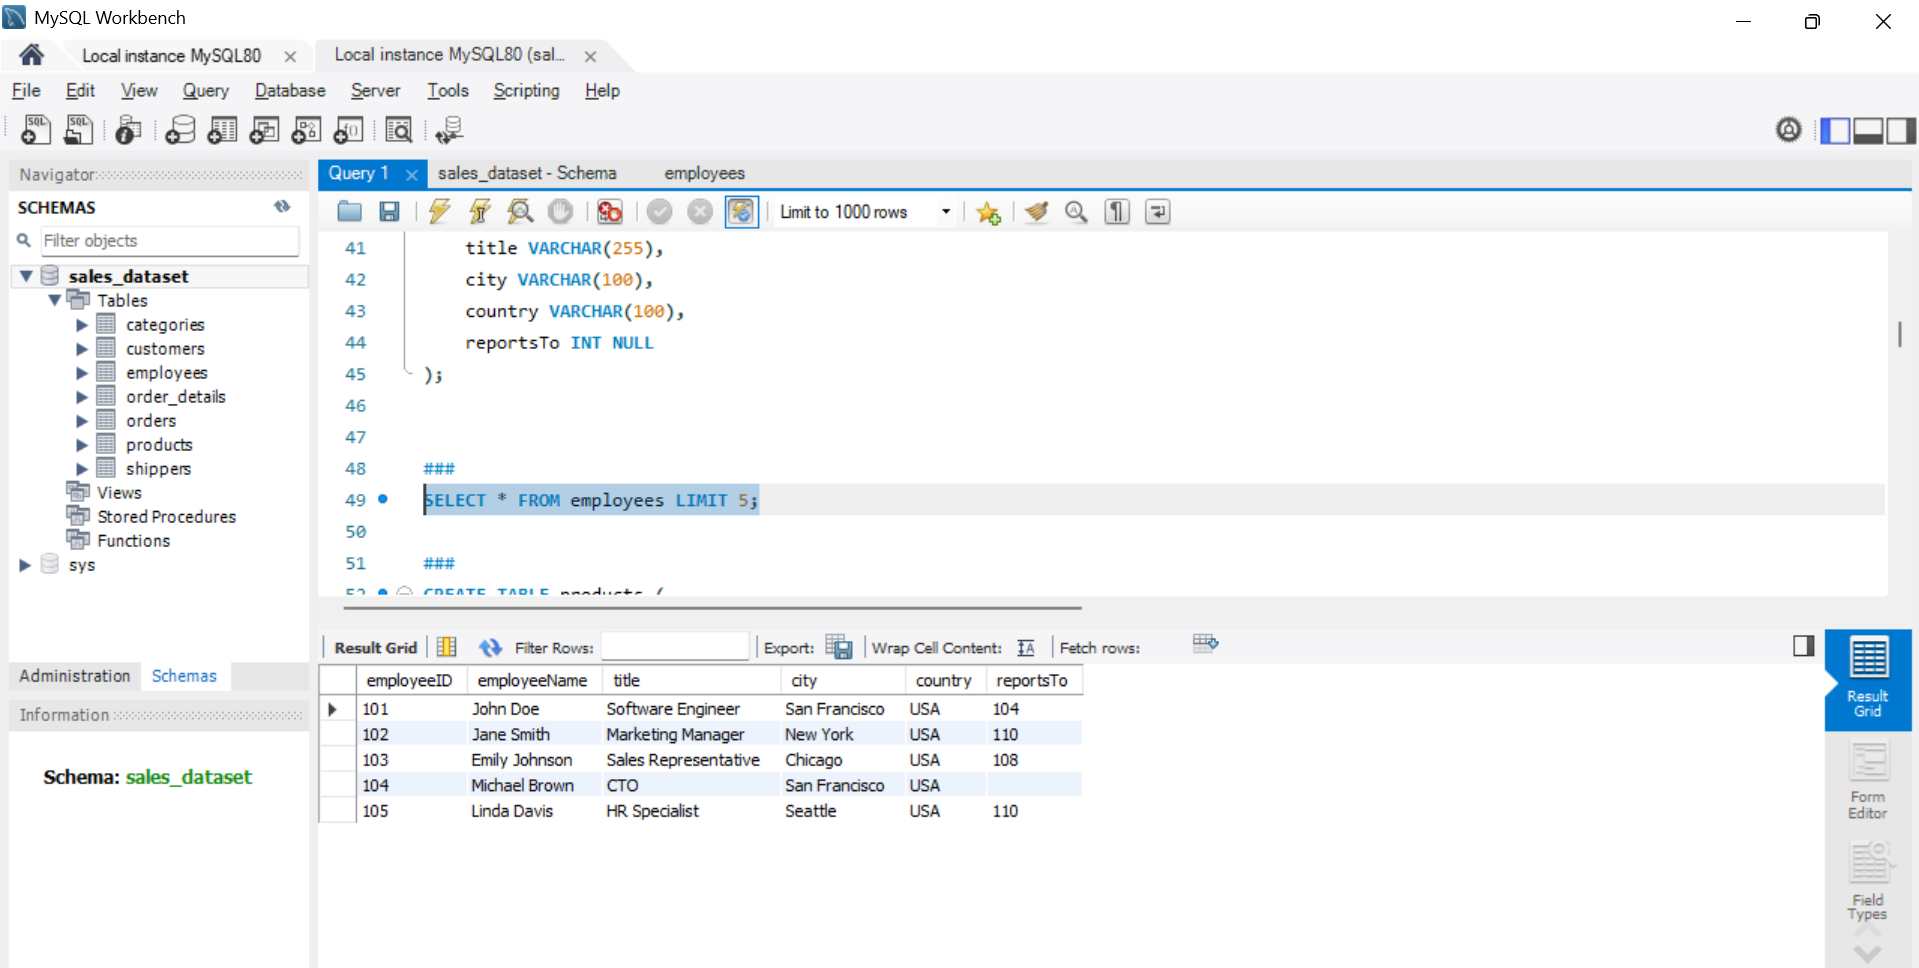 MySQL Workbench
Local instance MySQL80
Local instance MySQL80 (sal...
File Edit View Query Database Server Tools Scripting Help
Navigator
SCHEMAS
Filter objects
sales_dataset
Tables
categories
customers
employees
order_details
orders
products
shippers
Views
Stored Procedures
Functions
sys
Administration Schemas
Information
Schema: sales_dataset
Query 1 sales_dataset - Schema employees
Limit to 1000 rows
41 title VARCHAR(255),
42 city VARCHAR(100),
43 country VARCHAR(100),
44 reportsTo INT NULL
45 );
46
47
48 ###
49 SELECT * FROM employees LIMIT 5;
50
51 ###
52 CREATE TABLE products (
Result Grid Filter Rows: Export: Wrap Cell Content: Fetch rows:
employeeID employeeName title city country reportsTo
101 John Doe Software Engineer San Francisco USA 104
102 Jane Smith Marketing Manager New York USA 110
103 Emily Johnson Sales Representative Chicago USA 108
104 Michael Brown CTO San Francisco USA
105 Linda Davis HR Specialist Seattle USA 110
Result
Grid
Form
Editor
Field
Types